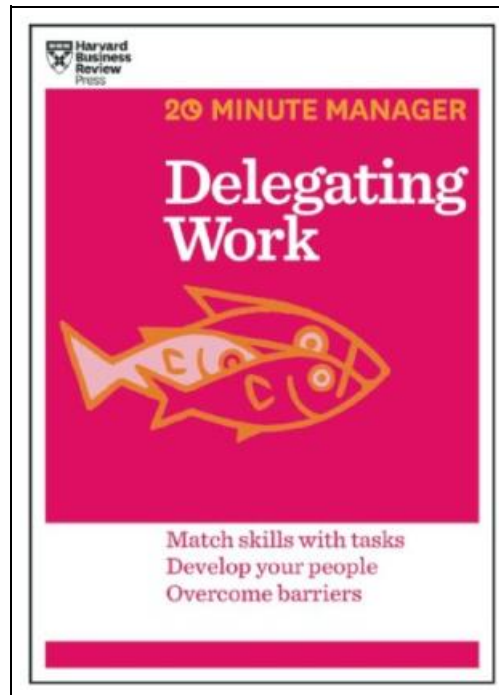 Harvard
Business
Review
Press
20 MINUTE MANAGER
Delegating
Work
Match skills with tasks
Develop your people
Overcome barriers